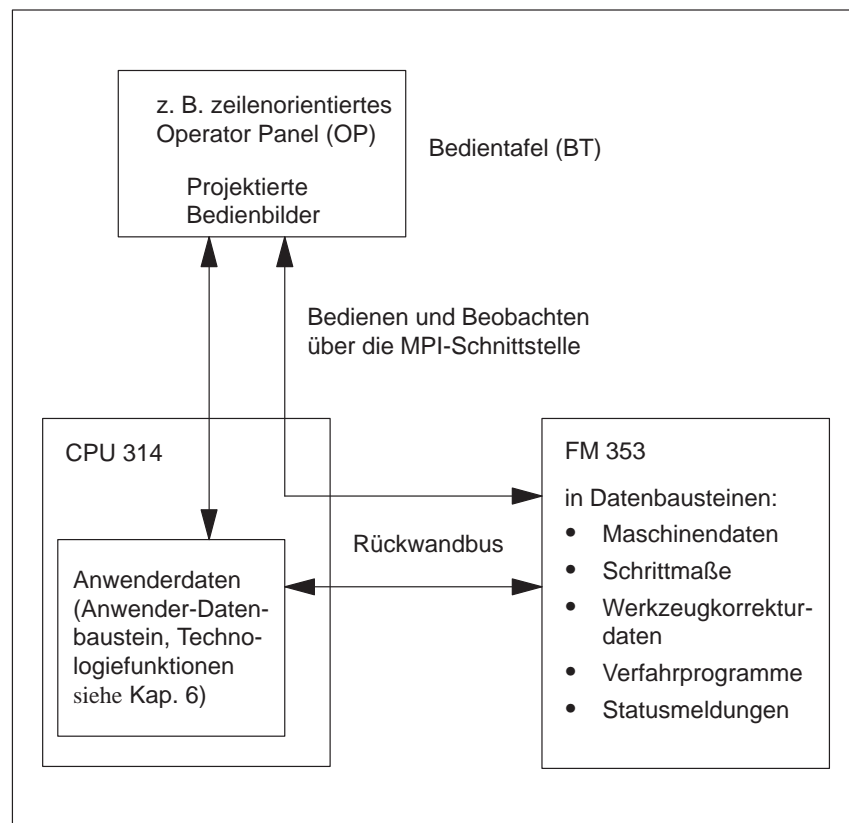 z. B. zeilenorientiertes
Operator Panel (OP)
Projektierte
Bedienbilder
Bedientafel (BT)
Bedienen und Beobachten
über die MPI-Schnittstelle
CPU 314
Anwenderdaten
(Anwender-Daten-
baustein, Techno-
logiefunktionen
siehe Kap. 6)
Rückwandbus
FM 353
in Datenbausteinen:
• Maschinendaten
• Schrittmaße
• Werkzeugkorrektur-
daten
• Verfahrprogramme
• Statusmeldungen